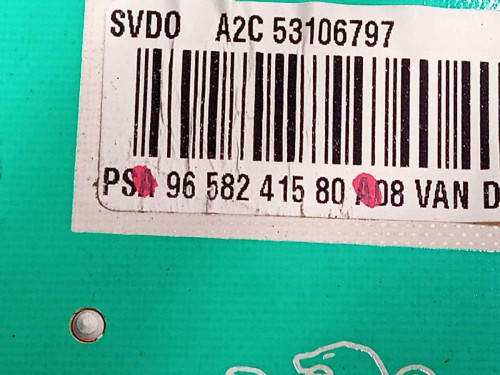 SVDO A2C 53106797
PSA 96 582 415 80 A08 VAN D